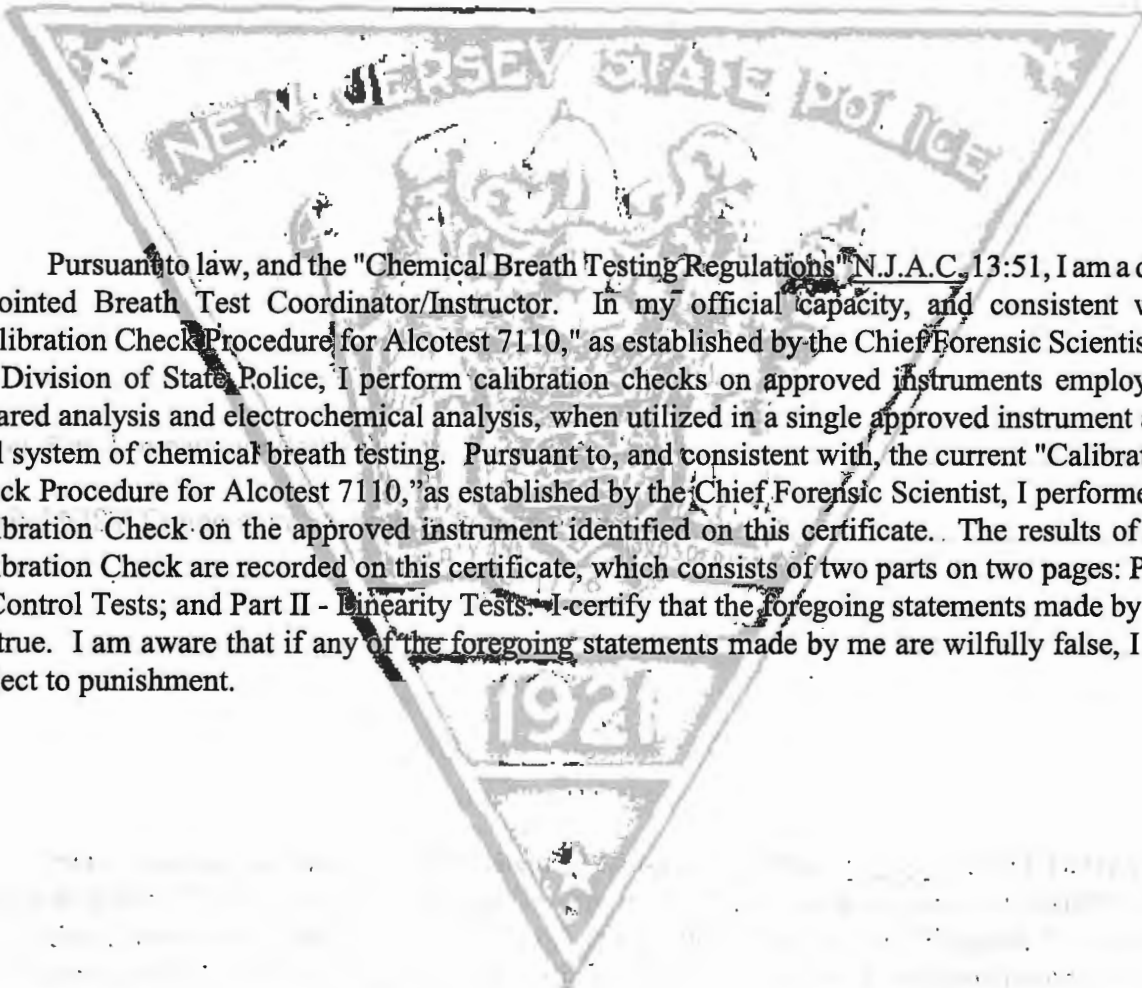 NEW JERSEY STATE POLICE
Pursuant to law, and the "Chemical Breath Testing Regulations" N.J.A.C. 13:51, I am a d
ointed Breath Test Coordinator/Instructor. In my official capacity, and consistent w
libration Check Procedure for Alcotest 7110," as established by the Chief Forensic Scientis
Division of State Police, I perform calibration checks on approved instruments employ
ared analysis and electrochemical analysis, when utilized in a single approved instrument a
l system of chemical breath testing. Pursuant to, and consistent with, the current "Calibrat
ck Procedure for Alcotest 7110," as established by the Chief Forensic Scientist, I performe
ibration Check on the approved instrument identified on this certificate. The results of
ibration Check are recorded on this certificate, which consists of two parts on two pages: P
Control Tests; and Part II - Linearity Tests. I certify that the foregoing statements made by
true. I am aware that if any of the foregoing statements made by me are wilfully false, I
ect to punishment.
1921